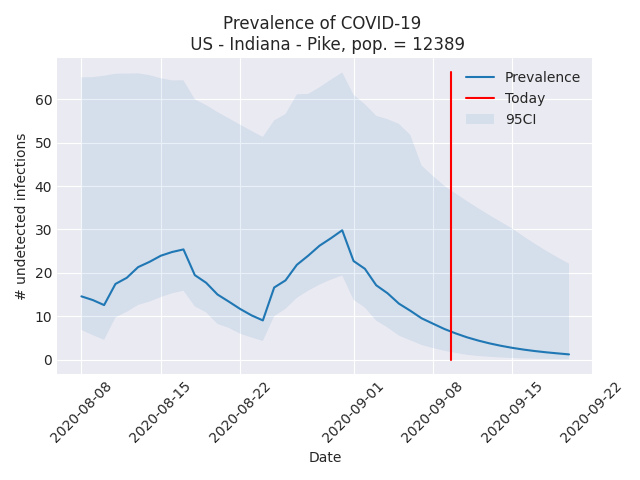 Prevalence of COVID-19
US - Indiana - Pike, pop. = 12389
Prevalence
Today
95CI
# undetected infections
60
50
40
30
20
10
0
2020-08-08
2020-08-15
2020-08-22
2020-09-01
2020-09-08
2020-09-15
2020-09-22
Date